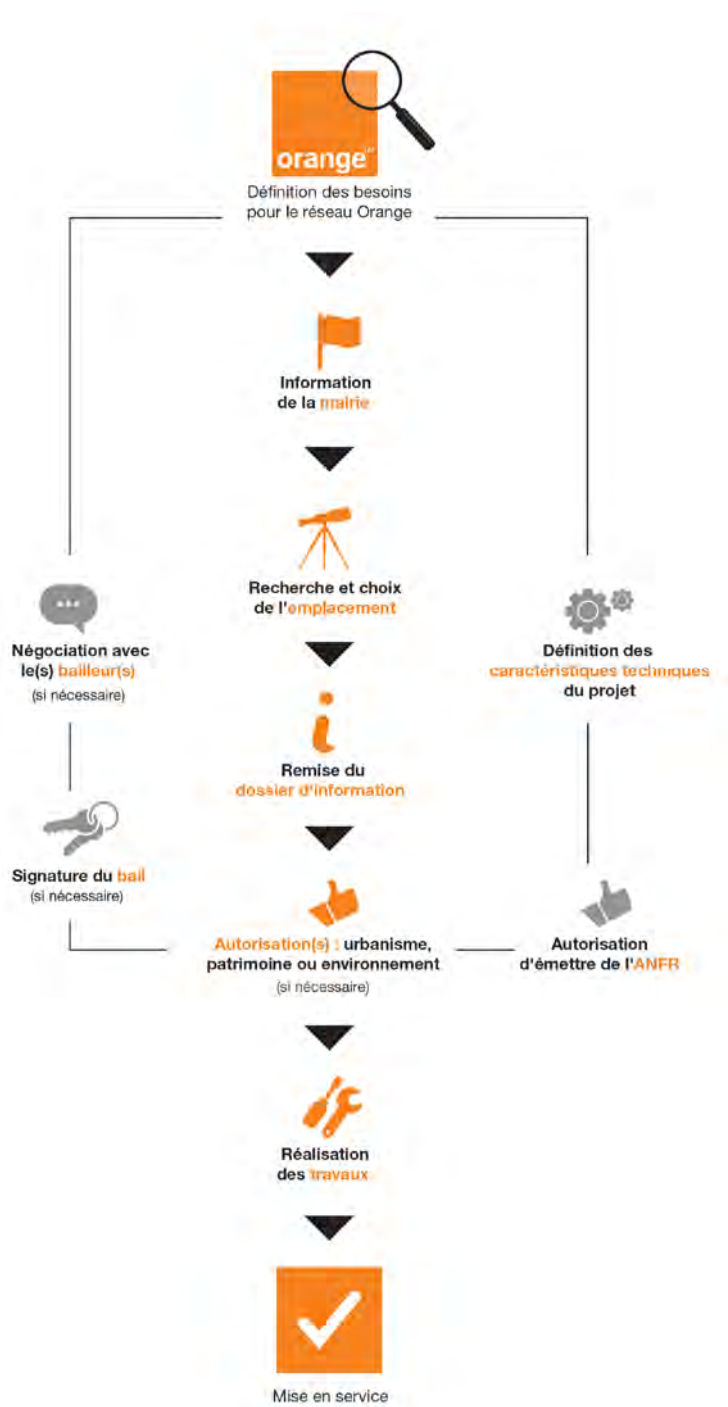 orange
Définition des besoins
pour le réseau Orange
Information
de la mairie
Recherche et choix
de l'emplacement
Négociation avec
le(s) bailleur(s)
(si nécessaire)
Définition des
caractéristiques techniques
du projet
Remise du
dossier d'information
Signature du bail
(si nécessaire)
Autorisation(s) : urbanisme,
patrimoine ou environnement
(si nécessaire)
Autorisation
d'émettre de l'ANFR
Réalisation
des travaux
Mise en service